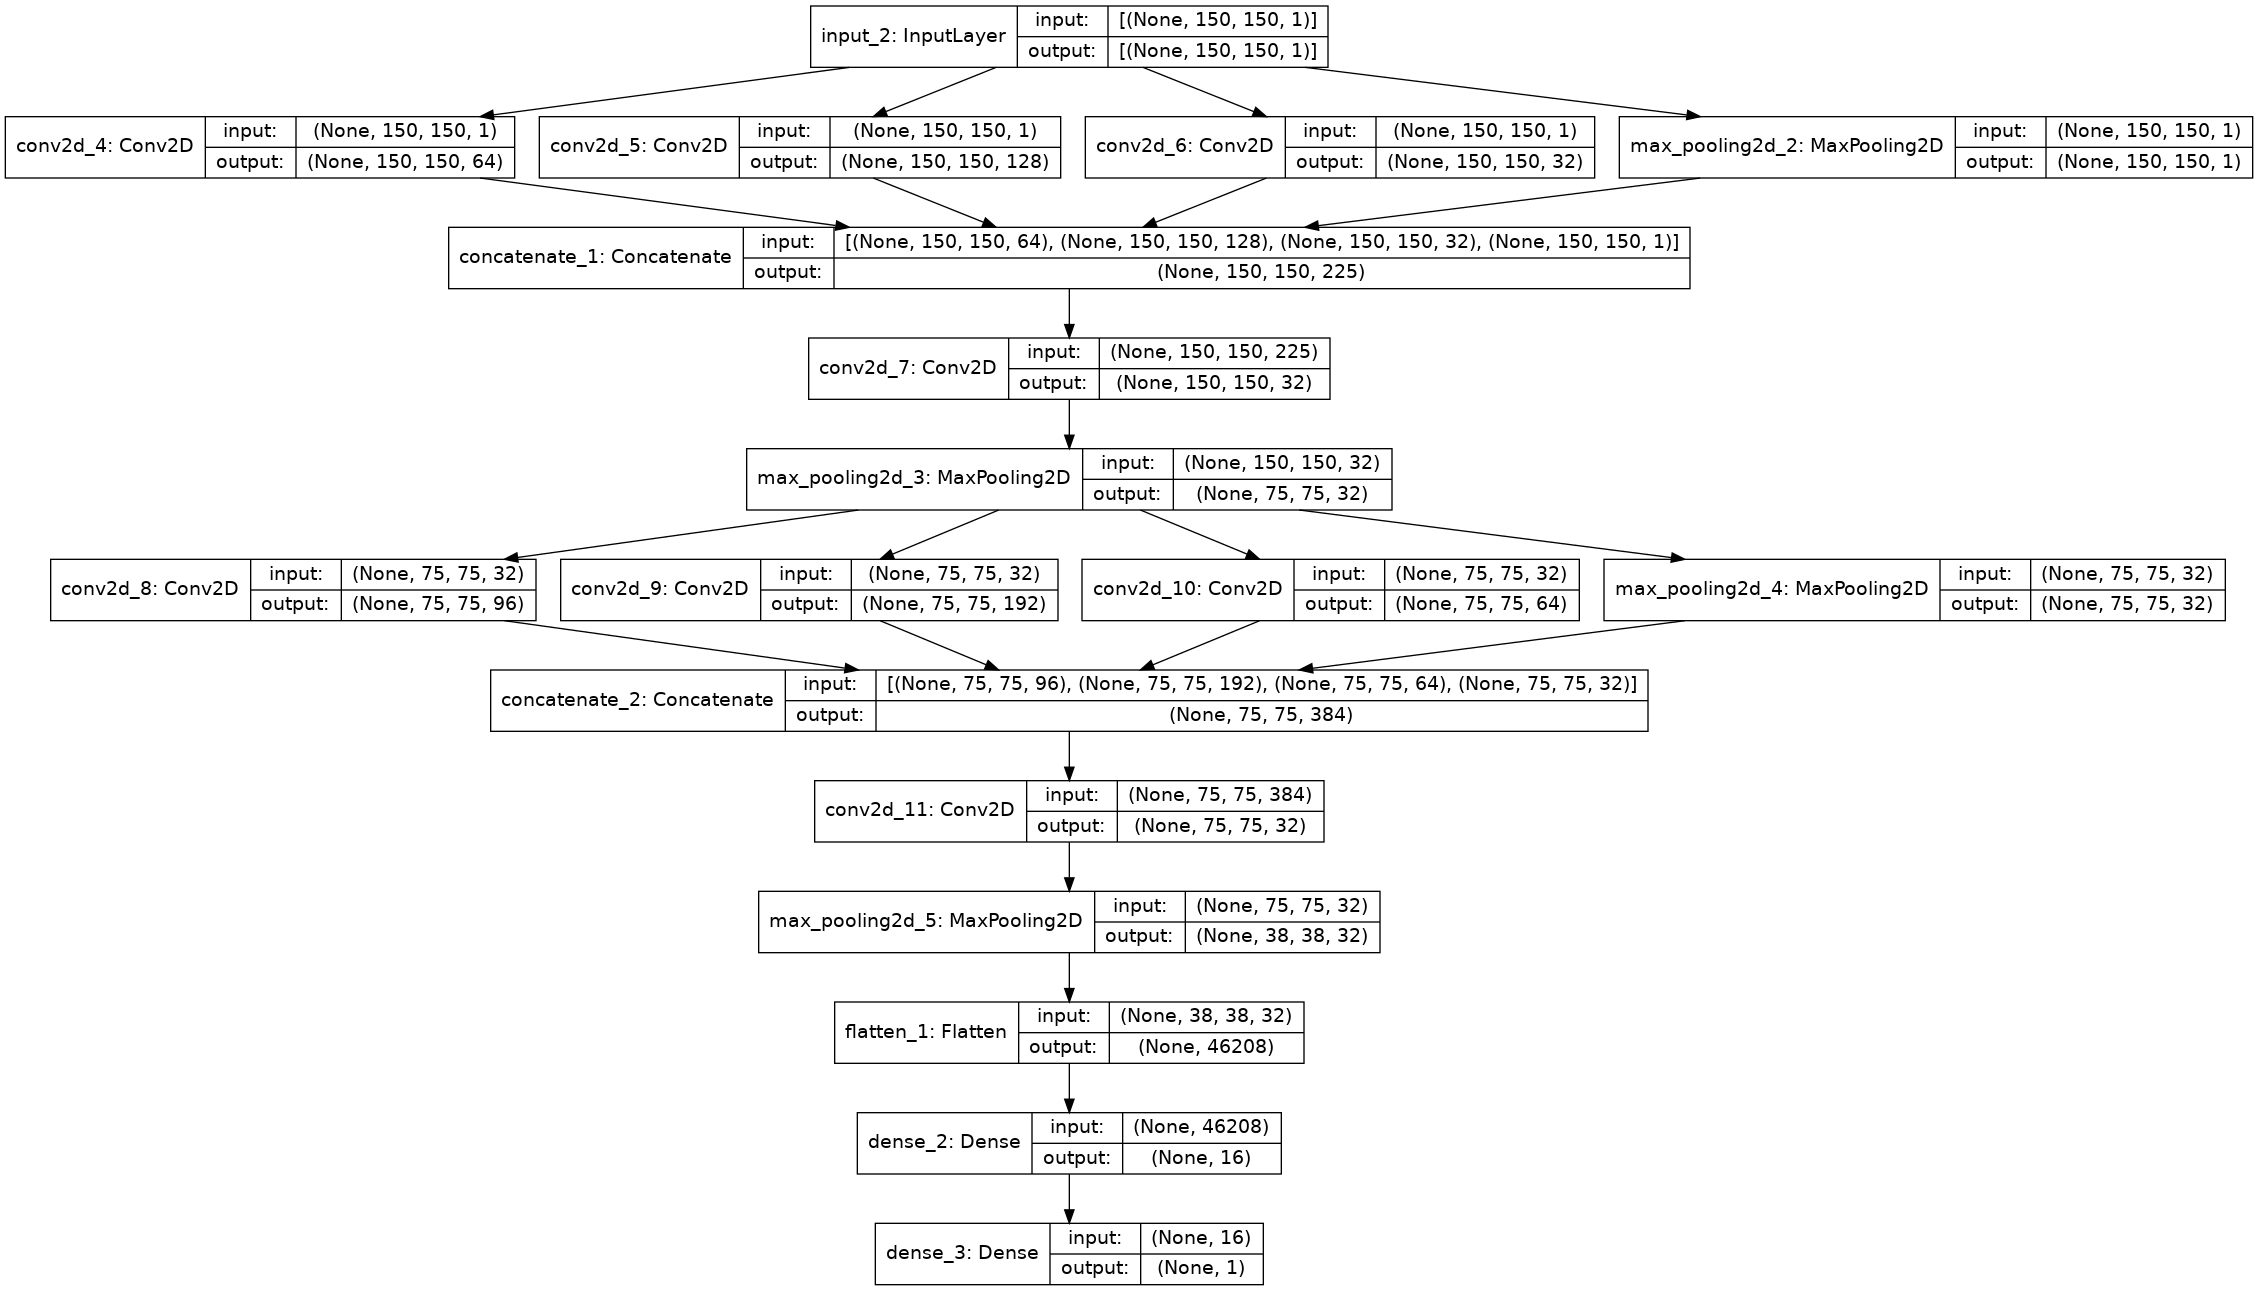 input_2: InputLayer
input: [(None, 150, 150, 1)]
output: [(None, 150, 150, 1)]
conv2d_4: Conv2D
input: (None, 150, 150, 1)
output: (None, 150, 150, 64)
conv2d_5: Conv2D
input: (None, 150, 150, 1)
output: (None, 150, 150, 128)
conv2d_6: Conv2D
input: (None, 150, 150, 1)
output: (None, 150, 150, 32)
max_pooling2d_2: MaxPooling2D
input: (None, 150, 150, 1)
output: (None, 150, 150, 1)
concatenate_1: Concatenate
input: [(None, 150, 150, 64), (None, 150, 150, 128), (None, 150, 150, 32), (None, 150, 150, 1)]
output: (None, 150, 150, 225)
conv2d_7: Conv2D
input: (None, 150, 150, 225)
output: (None, 150, 150, 32)
max_pooling2d_3: MaxPooling2D
input: (None, 150, 150, 32)
output: (None, 75, 75, 32)
conv2d_8: Conv2D
input: (None, 75, 75, 32)
output: (None, 75, 75, 96)
conv2d_9: Conv2D
input: (None, 75, 75, 32)
output: (None, 75, 75, 192)
conv2d_10: Conv2D
input: (None, 75, 75, 32)
output: (None, 75, 75, 64)
max_pooling2d_4: MaxPooling2D
input: (None, 75, 75, 32)
output: (None, 75, 75, 32)
concatenate_2: Concatenate
input: [(None, 75, 75, 96), (None, 75, 75, 192), (None, 75, 75, 64), (None, 75, 75, 32)]
output: (None, 75, 75, 384)
conv2d_11: Conv2D
input: (None, 75, 75, 384)
output: (None, 75, 75, 32)
max_pooling2d_5: MaxPooling2D
input: (None, 75, 75, 32)
output: (None, 38, 38, 32)
flatten_1: Flatten
input: (None, 38, 38, 32)
output: (None, 46208)
dense_2: Dense
input: (None, 46208)
output: (None, 16)
dense_3: Dense
input: (None, 16)
output: (None, 1)